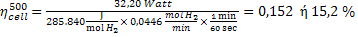 η_cell^500 = (32,20 Watt) / (285.840 J/(mol H₂) × 0,0446 (mol H₂)/min × (1 min)/(60 sec)) = 0,152 ή 15,2 %